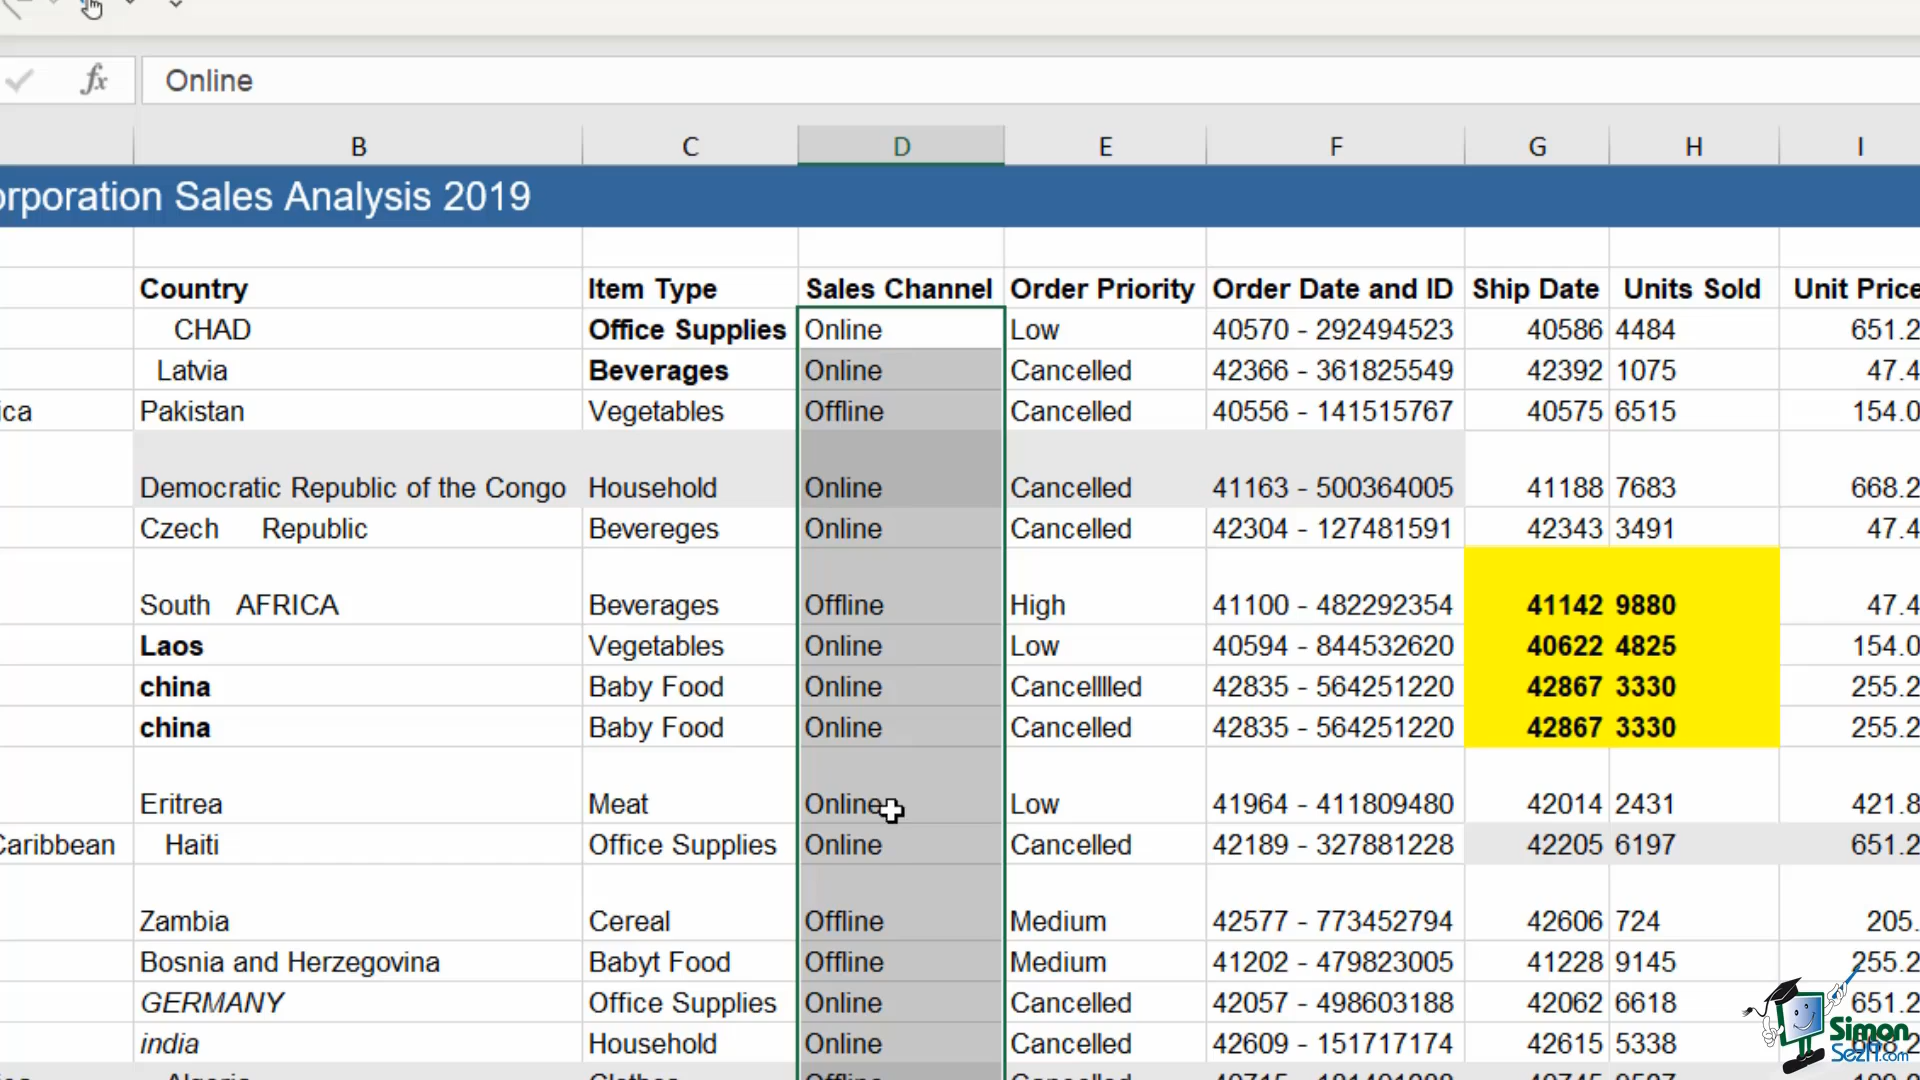 fx Online
B C D E F G H I
orporation Sales Analysis 2019
Country Item Type Sales Channel Order Priority Order Date and ID Ship Date Units Sold Unit Price
CHAD Office Supplies Online Low 40570 - 292494523 40586 4484 651.2
Latvia Beverages Online Cancelled 42366 - 361825549 42392 1075 47.4
ica Pakistan Vegetables Offline Cancelled 40556 - 141515767 40575 6515 154.0
Democratic Republic of the Congo Household Online Cancelled 41163 - 500364005 41188 7683 668.2
Czech Republic Bevereges Online Cancelled 42304 - 127481591 42343 3491 47.4
South AFRICA Beverages Offline High 41100 - 482292354 41142 9880 47.4
Laos Vegetables Online Low 40594 - 844532620 40622 4825 154.0
china Baby Food Online Cancelllled 42835 - 564251220 42867 3330 255.2
china Baby Food Online Cancelled 42835 - 564251220 42867 3330 255.2
Eritrea Meat Online Low 41964 - 411809480 42014 2431 421.8
Caribbean Haiti Office Supplies Online Cancelled 42189 - 327881228 42205 6197 651.2
Zambia Cereal Offline Medium 42577 - 773452794 42606 724 205.
Bosnia and Herzegovina Babyt Food Offline Medium 41202 - 479823005 41228 9145 255.2
GERMANY Office Supplies Online Cancelled 42057 - 498603188 42062 6618 651.2
india Household Online Cancelled 42609 - 151717174 42615 5338
Simon
SezIt.com